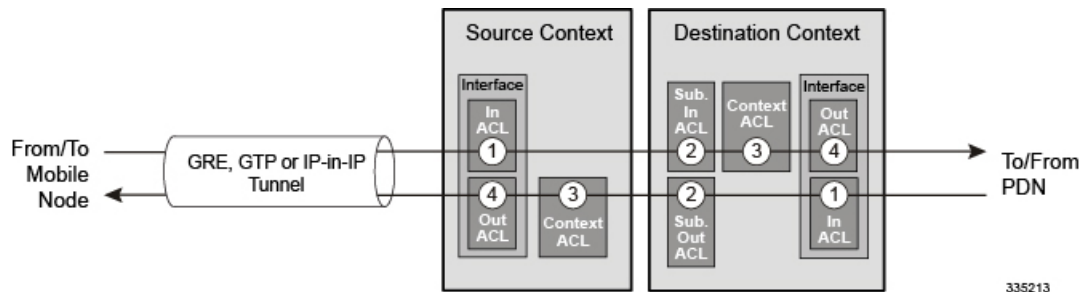 Source Context
Destination Context
Interface
In
ACL
1
4
Out
ACL
3
Context
ACL
Sub.
In
ACL
2
Context
ACL
3
Interface
Out
ACL
4
2
Sub.
Out
ACL
1
In
ACL
From/To
Mobile
Node
GRE, GTP or IP-in-IP
Tunnel
To/From
PDN
335213